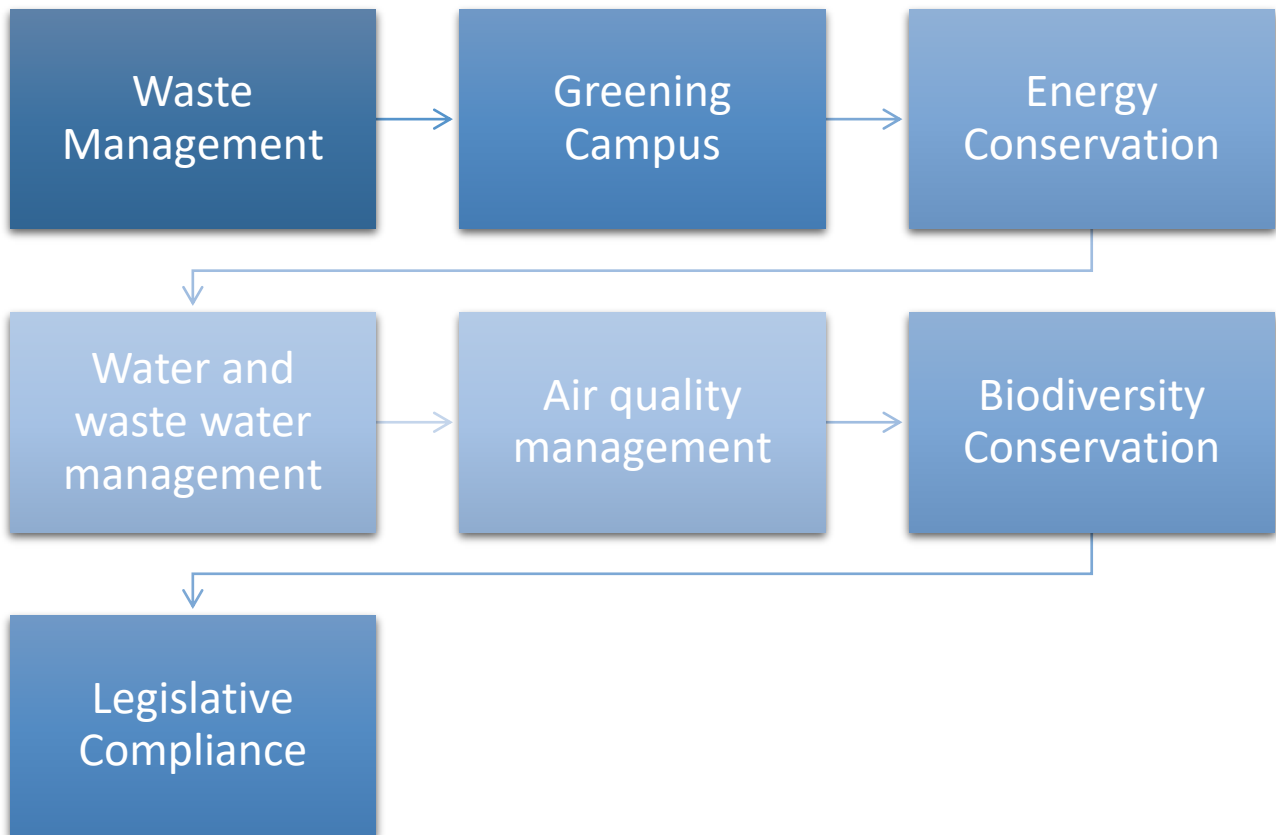 Waste
Management
Greening
Campus
Energy
Conservation
Water and
waste water
management
Air quality
management
Biodiversity
Conservation
Legislative
Compliance